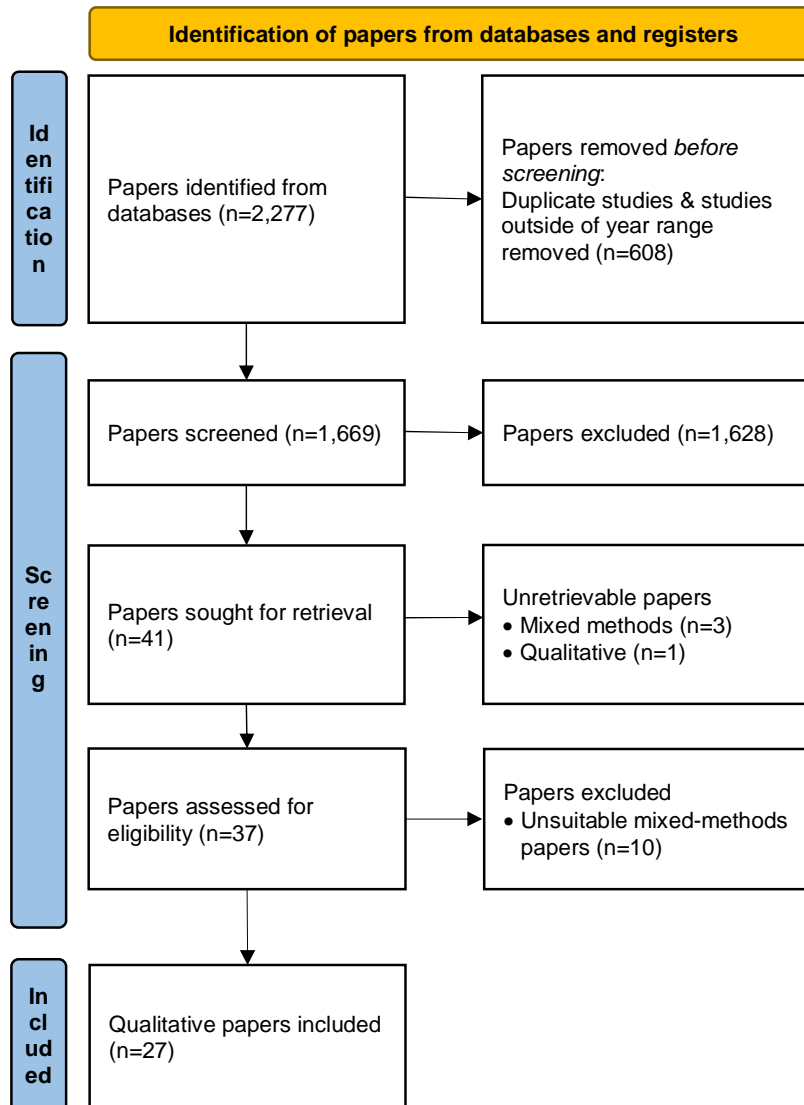 Identification of papers from databases and registers
Id
en
tifi
ca
tio
n
Papers identified from
databases (n=2,277)
Papers removed before
screening:
Duplicate studies & studies
outside of year range
removed (n=608)
Sc
re
en
in
g
Papers screened (n=1,669)
Papers excluded (n=1,628)
Papers sought for retrieval
(n=41)
Unretrievable papers
• Mixed methods (n=3)
• Qualitative (n=1)
Papers assessed for
eligibility (n=37)
Papers excluded
• Unsuitable mixed-methods
papers (n=10)
In
cl
ud
ed
Qualitative papers included
(n=27)